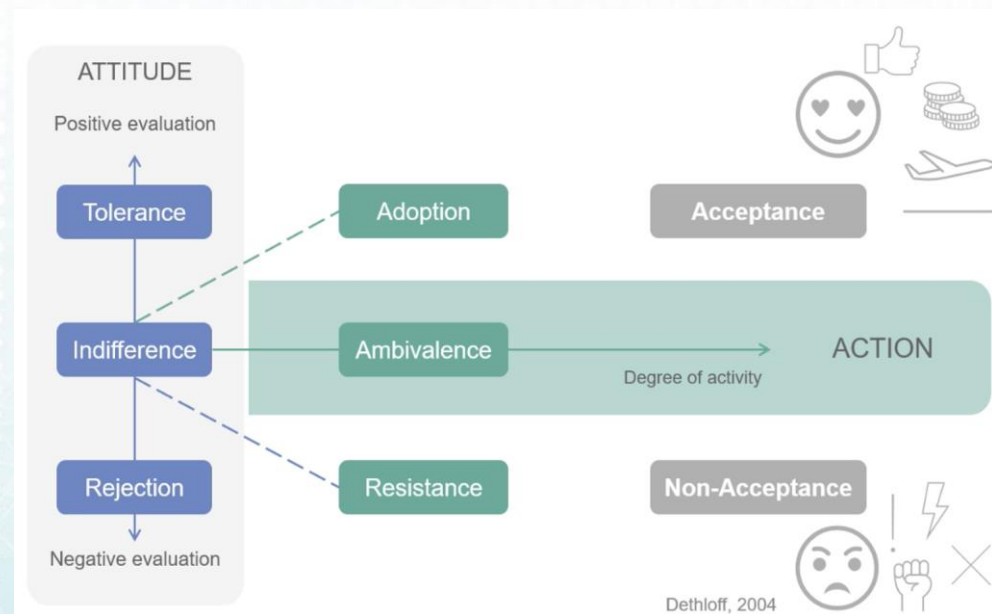 ATTITUDE
Positive evaluation
Tolerance
Adoption
Acceptance
Indifference
Ambivalence
ACTION
Degree of activity
Rejection
Resistance
Non-Acceptance
Negative evaluation
Dethloff, 2004